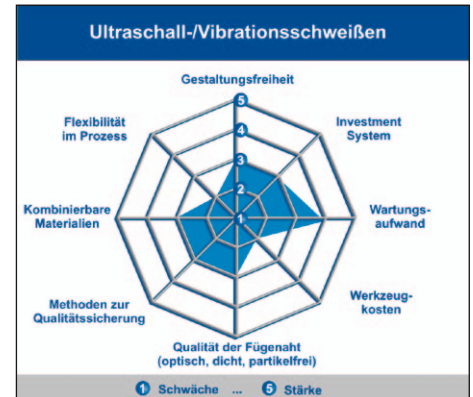 Ultraschall-/Vibrationsschweißen
Gestaltungsfreiheit
Flexibilität
im Prozess
Investment
System
5
4
3
2
1
Kombinierbare
Materialien
Wartungs-
aufwand
Methoden zur
Qualitätssicherung
Werkzeug-
kosten
Qualität der Fügenaht
(optisch, dicht, partikelfrei)
1 Schwäche ... 5 Stärke